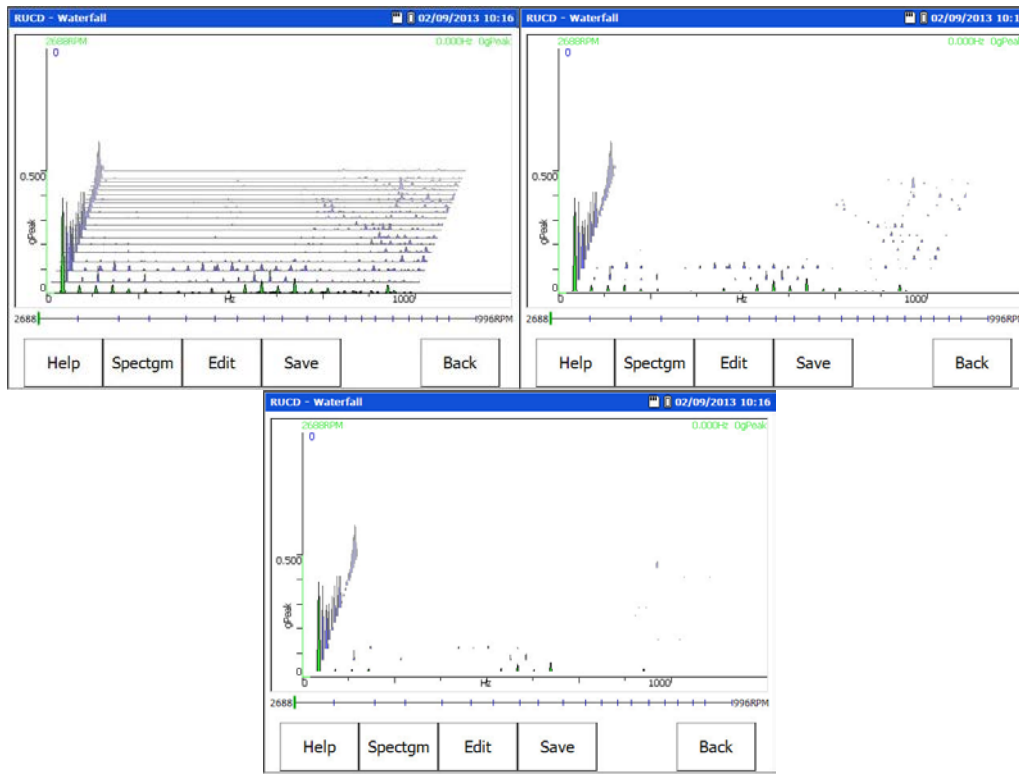 RUCD - Waterfall 02/09/2013 10:16
2688RPM 0.000Hz 0gPeak
0
0.500
gPeak
0
0 Hz 1000
2688 1996RPM
Help Spectgm Edit Save Back
RUCD - Waterfall 02/09/2013 10:1
2688RPM 0.000Hz 0gPeak
0
0.500
gPeak
0
0 Hz 1000
2688 1996RPM
Help Spectgm Edit Save Back
RUCD - Waterfall 02/09/2013 10:16
2688RPM 0.000Hz 0gPeak
0
0.500
gPeak
0
0 Hz 1000
2688 1996RPM
Help Spectgm Edit Save Back